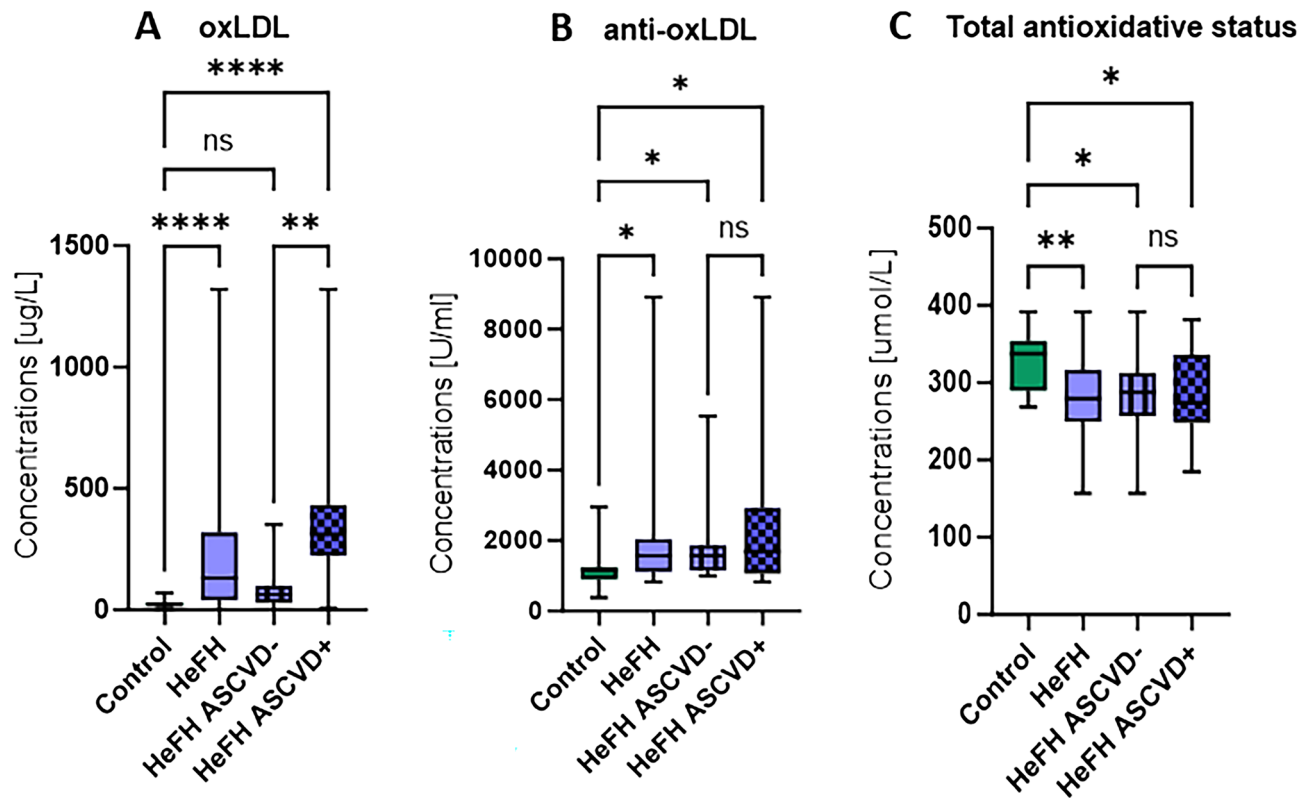 A oxLDL
****
ns
**** **
Concentrations [ug/L]
1500
1000
500
0
Control
HeFH
HeFH ASCVD-
HeFH ASCVD+
B anti-oxLDL
*
*
* ns
Concentrations [U/ml]
10000
8000
6000
4000
2000
0
Control
HeFH
HeFH ASCVD-
HeFH ASCVD+
C Total antioxidative status
*
*
** ns
Concentrations [umol/L]
500
400
300
200
100
0
Control
HeFH
HeFH ASCVD-
HeFH ASCVD+